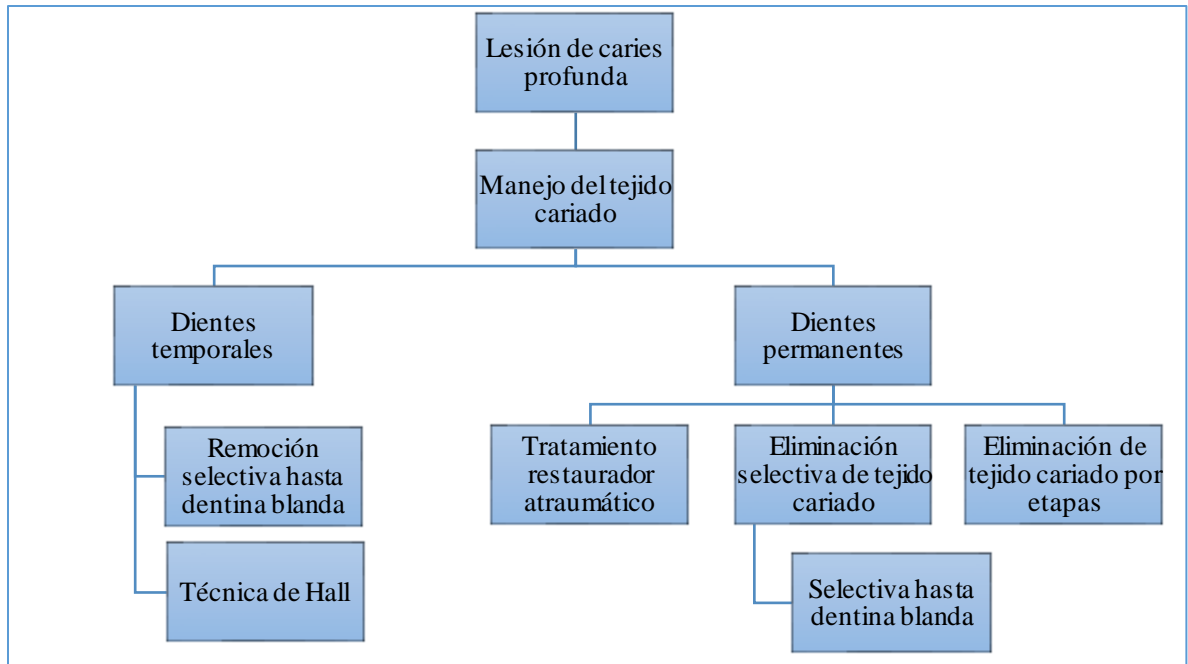 Lesión de caries
profunda
Manejo del tejido
cariado
Dientes
temporales
Dientes
permanentes
Remoción
selectiva hasta
dentina blanda
Técnica de Hall
Tratamiento
restaurador
atraumático
Eliminación
selectiva de tejido
cariado
Eliminación de
tejido cariado por
etapas
Selectiva hasta
dentina blanda